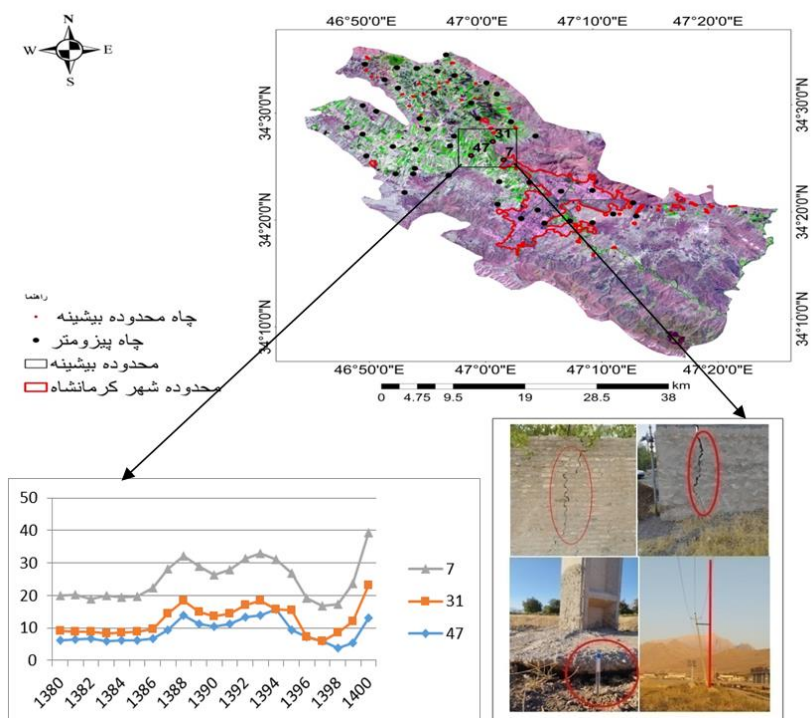 N
W E
S
46°50'0"E 47°0'0"E 47°10'0"E 47°20'0"E
34°30'0"N 34°30'0"N
34°20'0"N 34°20'0"N
34°10'0"N 34°10'0"N
31
47
7
46°50'0"E 47°0'0"E 47°10'0"E 47°20'0"E
km
0 4.75 9.5 19 28.5 38
راهنما
چاه محدوده بیشینه
چاه پیزومتر
محدوده بیشینه
محدوده شهر کرمانشاه
50
40
30
20
10
0
1380 1382 1384 1386 1388 1390 1392 1394 1396 1398 1400
7
31
47